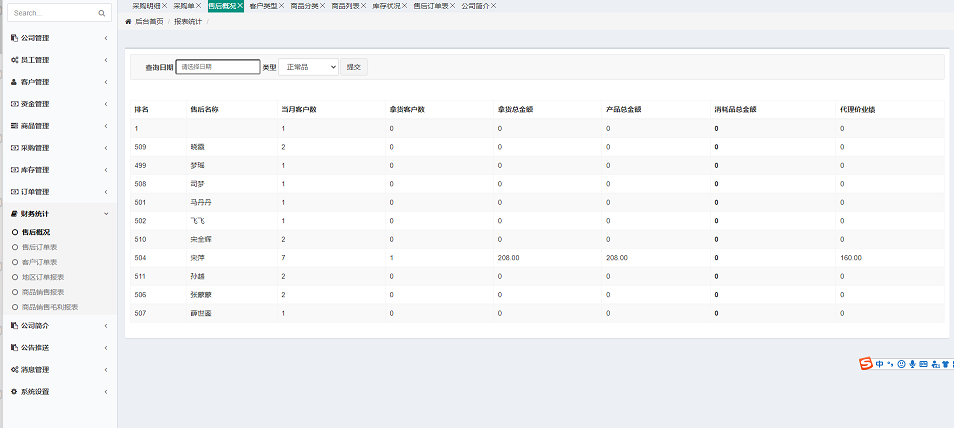 Search...
公司管理
员工管理
客户管理
资金管理
商品管理
采购管理
库存管理
订单管理
财务统计
售后概况
售后订单表
客户订单表
地区订单报表
商品销售报表
商品销售毛利报表
公司简介
公告推送
消息管理
系统设置
采购明细 采购单 售后概况 客户类型 商品分类 商品列表 库存状况 售后订单表 公司简介
后台首页 / 报表统计 /
查询日期 请选择日期 类型 正常品 提交
排名 售后名称 当月客户数 拿货客户数 拿货总金额 产品总金额 消耗品总金额 代理价业绩
1 1 0 0 0 0 0
509 晓霜 2 0 0 0 0 0
499 梦瑶 1 0 0 0 0 0
508 司梦 1 0 0 0 0 0
501 马丹丹 1 0 0 0 0 0
502 飞飞 1 0 0 0 0 0
510 宋金辉 2 0 0 0 0 0
504 宋萍 7 1 208.00 208.00 0 160.00
511 孙越 2 0 0 0 0 0
506 张蒙蒙 2 0 0 0 0 0
507 薛世鉴 1 0 0 0 0 0
中